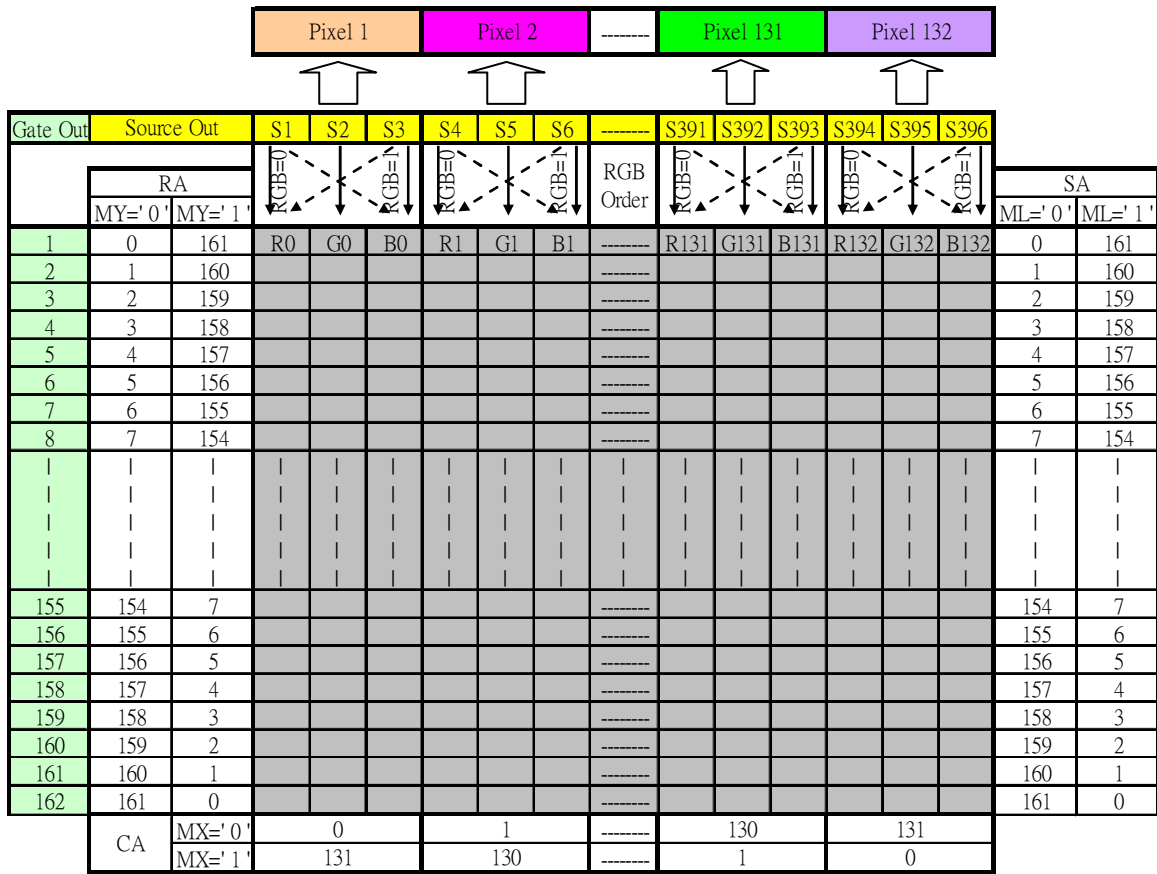 Pixel 1 Pixel 2 -------- Pixel 131 Pixel 132
Gate Out Source Out S1 S2 S3 S4 S5 S6 -------- S391 S392 S393 S394 S395 S396
RGB=0 RGB=1 RGB=0 RGB=1 RGB RGB=0 RGB=1 RGB=0 RGB=1
RA Order SA
MY='0' MY='1' ML='0' ML='1'
1 0 161 R0 G0 B0 R1 G1 B1 -------- R131 G131 B131 R132 G132 B132 0 161
2 1 160 -------- 1 160
3 2 159 -------- 2 159
4 3 158 -------- 3 158
5 4 157 -------- 4 157
6 5 156 -------- 5 156
7 6 155 -------- 6 155
8 7 154 -------- 7 154
| | | | | | | | | | | | | | | | | |
| | | | | | | | | | | | | | | | | |
| | | | | | | | | | | | | | | | | |
| | | | | | | | | | | | | | | | | |
| | | | | | | | | | | | | | | | | |
155 154 7 -------- 154 7
156 155 6 -------- 155 6
157 156 5 -------- 156 5
158 157 4 -------- 157 4
159 158 3 -------- 158 3
160 159 2 -------- 159 2
161 160 1 -------- 160 1
162 161 0 -------- 161 0
CA MX='0' 0 1 -------- 130 131
MX='1' 131 130 -------- 1 0